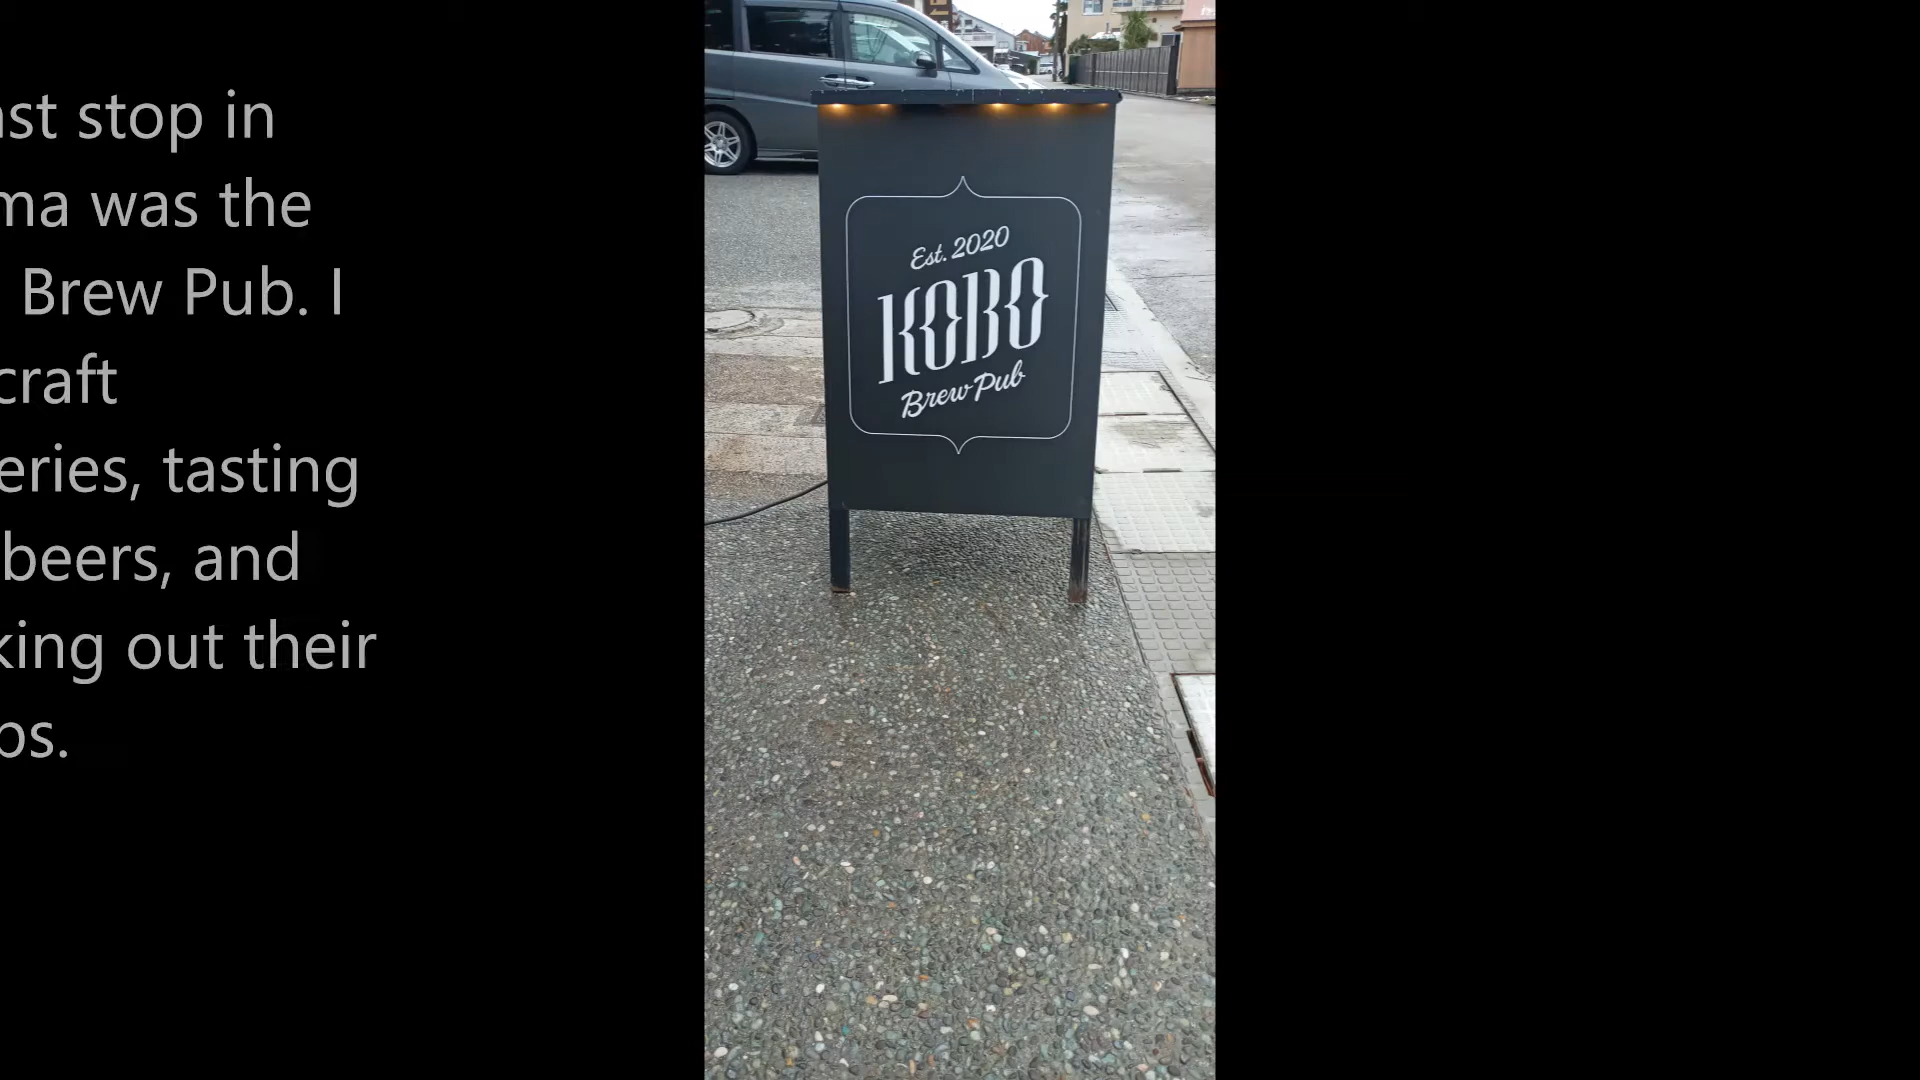 ast stop in
ma was the
Brew Pub. I
craft
eries, tasting
beers, and
king out their
os.
Est. 2020
KOBO
Brew Pub